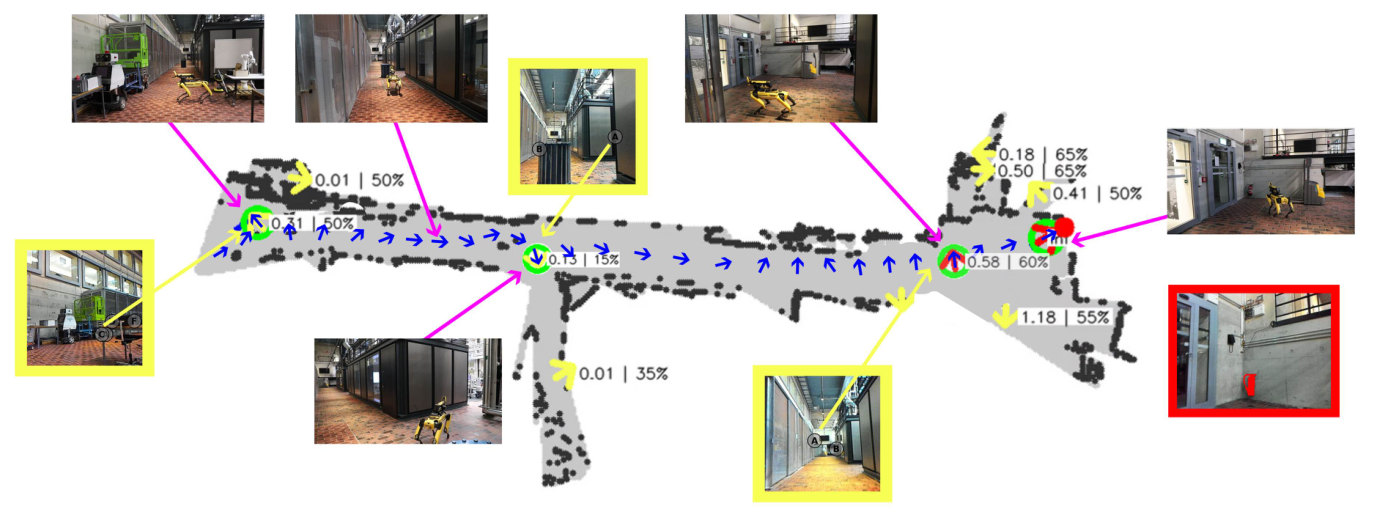 A
B
0.18 | 65%
0.50 | 65%
0.41 | 50%
0.01 | 50%
0.31 | 50%
0.13 | 15%
0.58 | 60%
C
F
1.18 | 55%
0.01 | 35%
A
B